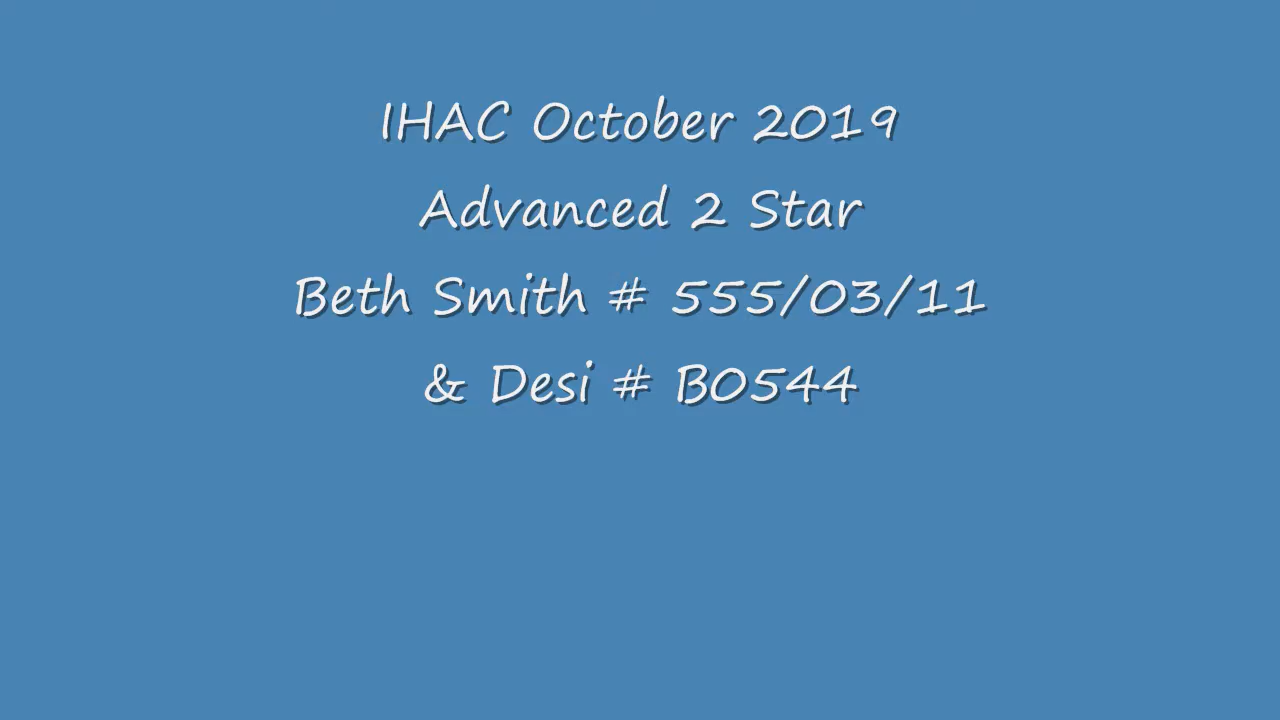 IHAC October 2019
Advanced 2 Star
Beth Smith # 555/03/11
& Desi # B0544